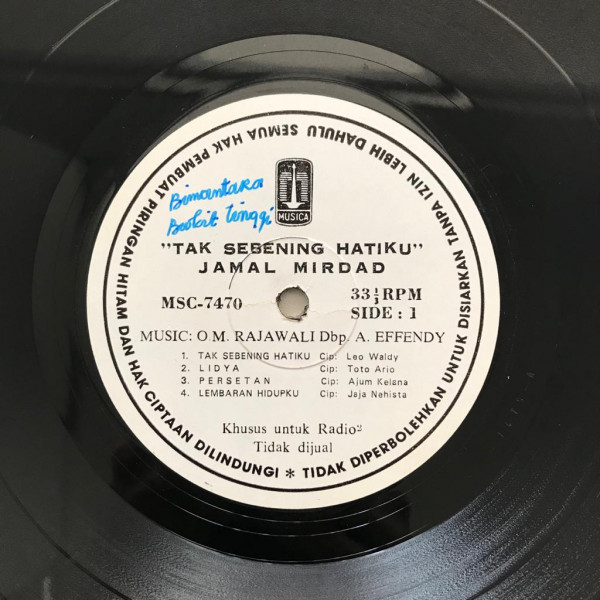 SEMUA HAK PEMBUAT PIRINGAN HITAM DAN HAK CIPTAAN DILINDUNGI * TIDAK DIPERBOLEHKAN UNTUK DISIARKAN TANPA IZIN LEBIH DAHULU
Bimantara
Bukit Tinggi
MUSICA
"TAK SEBENING HATIKU"
JAMAL MIRDAD
MSC-7470 33⅓ RPM
SIDE : 1
MUSIC: O.M. RAJAWALI Dbp. A. EFFENDY
1. TAK SEBENING HATIKU Cip: Leo Waldy
2. LIDYA Cip: Toto Ario
3. PERSETAN Cip: Ajum Kelana
4. LEMBARAN HIDUPKU Cip: Jaja Nehista
Khusus untuk Radio²
Tidak dijual